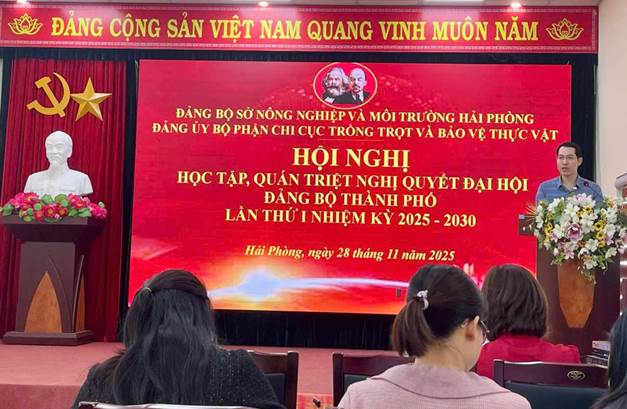 ĐẢNG CỘNG SẢN VIỆT NAM QUANG VINH MUÔN NĂM
ĐẢNG BỘ SỞ NÔNG NGHIỆP VÀ MÔI TRƯỜNG HẢI PHÒNG
ĐẢNG ỦY BỘ PHẬN CHI CỤC TRỒNG TRỌT VÀ BẢO VỆ THỰC VẬT
HỘI NGHỊ
HỌC TẬP, QUÁN TRIỆT NGHỊ QUYẾT ĐẠI HỘI
ĐẢNG BỘ THÀNH PHỐ
LẦN THỨ I NHIỆM KỲ 2025 - 2030
Hải Phòng, ngày 28 tháng 11 năm 2025